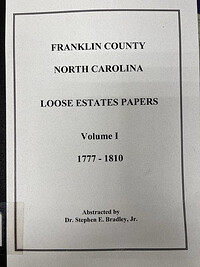 FRANKLIN COUNTY
NORTH CAROLINA
LOOSE ESTATES PAPERS
Volume I
1777 - 1810
Abstracted by
Dr. Stephen E. Bradley, Jr.